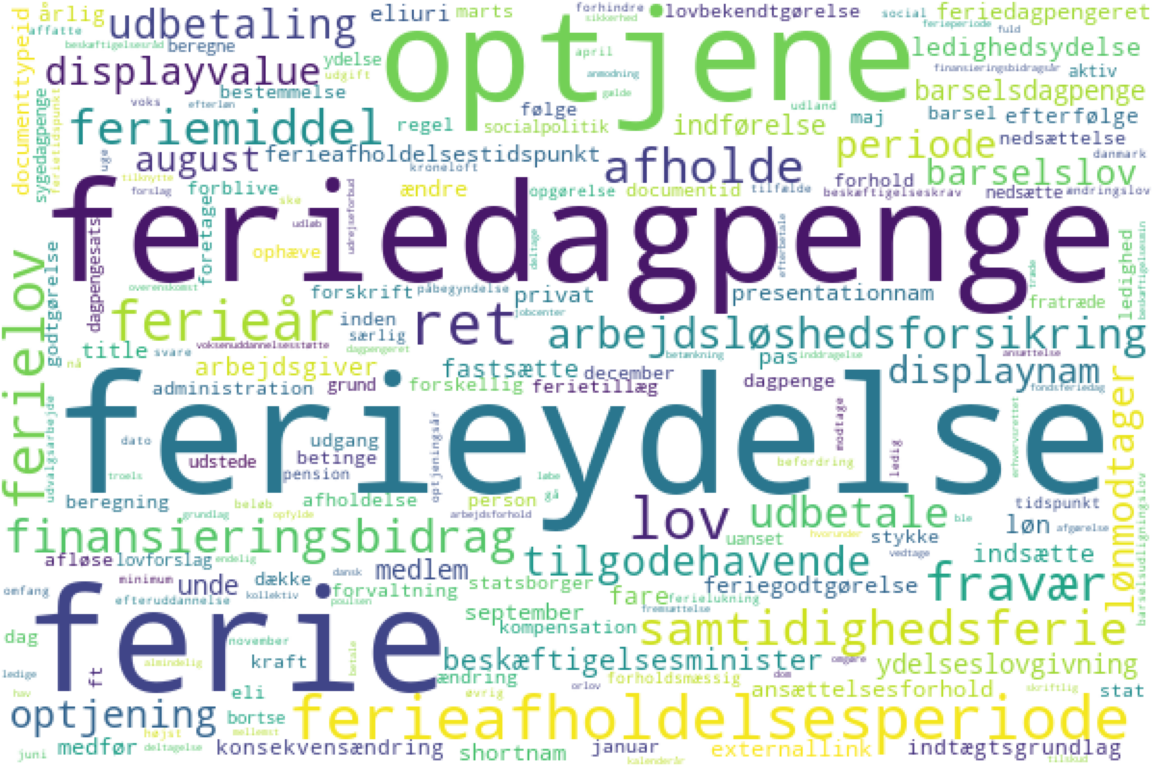 documenttypeid
årlig
affatte
beskæftigelsesråd
udbetaling
beregne
eliuri
marts
optjene
forhindre
sikkerhed
lovbekendtgørelse
social
feriedagpengeret
ferieperiode
fuld
ledighedsydelse
april
anmodning
gælde
finansieringsbidragsår
aktiv
displayvalue
ydelse
udgift
bestemmelse
barselsdagpenge
sygedagpenge
ferietidspunkt
voks
efterløn
feriemiddel
regel
følge
socialpolitik
indførelse
udland
maj
barsel
efterfølge
nedsættelse
periode
danmark
uge
august
ferieafholdelsestidspunkt
kroneloft
afholde
barselslov
tilknytte
forslag
forblive
ændre
opgørelse
documentid
tilfælde
forhold
beskæftigelseskrav
nedsætte
ændringslov
feriedagpenge
ske
udløb
udrejseforbud
foretager
dagpengesats
ophæve
deltage
efterbetale
ledighed
beskæftigelsesmin
ferielov
godtgørelse
overenskomst
forskrift
påbegyndelse
privat
jobcenter
presentationnam
træde
fratræde
ferieår
inden
særlig
ret
arbejdsløshedsforsikring
title
svare
voksenuddannelsesstøtte
dagpengeret
betænkning
pas
inddragelse
ansættelse
nå
arbejdsgiver
fastsætte
december
displaynam
fondsferiedag
administration
grund
forskellig
ferietillæg
dagpenge
ferieydelse
udvalgsarbejde
dato
udgang
betinge
optjeningsår
modtage
ledig
erhvervsrettet
lønmodtager
troels
udstede
pension
befordring
løbe
gå
beregning
beløb
afholdelse
person
tidspunkt
grundlag
opfylde
arbejdsforhold
lov
udbetale
ble
løn
afgørelse
barselsudligningslov
finansieringsbidrag
uanset
hvorunder
stykke
vedtage
indsætte
afløse
lovforslag
endelig
tilgodehavende
omfang
minimum
unde
dække
dansk
medlem
statsborger
feriegodtgørelse
fravær
efteruddannelse
kollektiv
forvaltning
poulsen
fare
ferielukning
fremsættelse
ferie
september
kompensation
samtidighedsferie
dag
november
almindelig
kraft
betale
ledige
ft
beskæftigelsesminister
omgøre
ydelseslovgivning
hav
eli
ændring
øvrig
orlov
forholdsmæssig
dom
ansættelsesforhold
skriftlig
stat
optjening
bortse
mellemst
ferieafholdelsesperiode
højst
juni
medfør
deltagelse
konsekvensændring
shortnam
januar
kalenderår
externallink
indtægtsgrundlag
tilskud